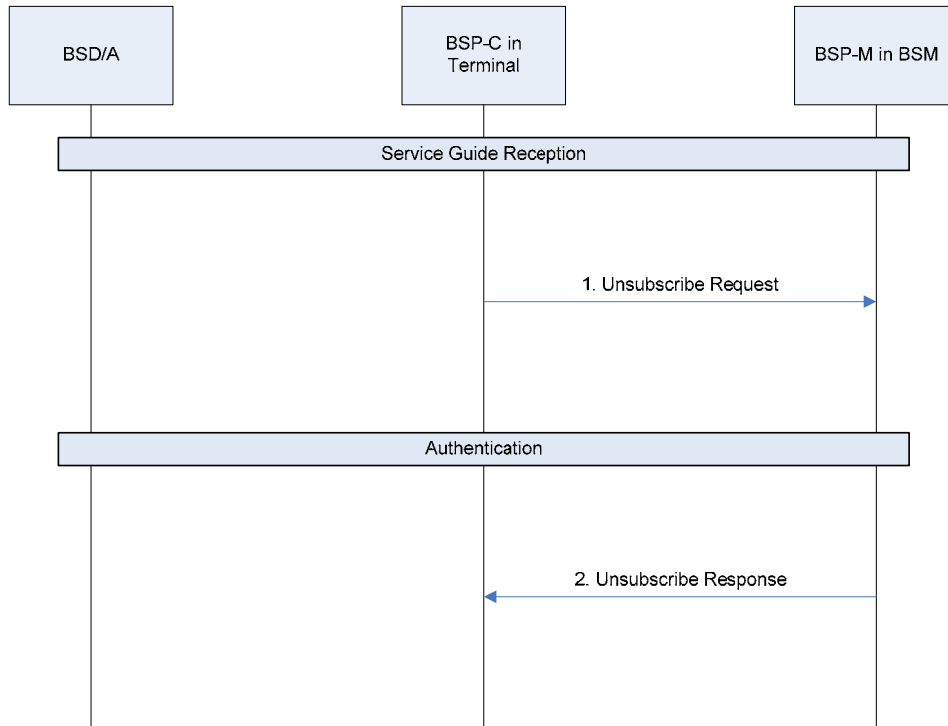 BSD/A
BSP-C in
Terminal
BSP-M in BSM
Service Guide Reception
1. Unsubscribe Request
Authentication
2. Unsubscribe Response